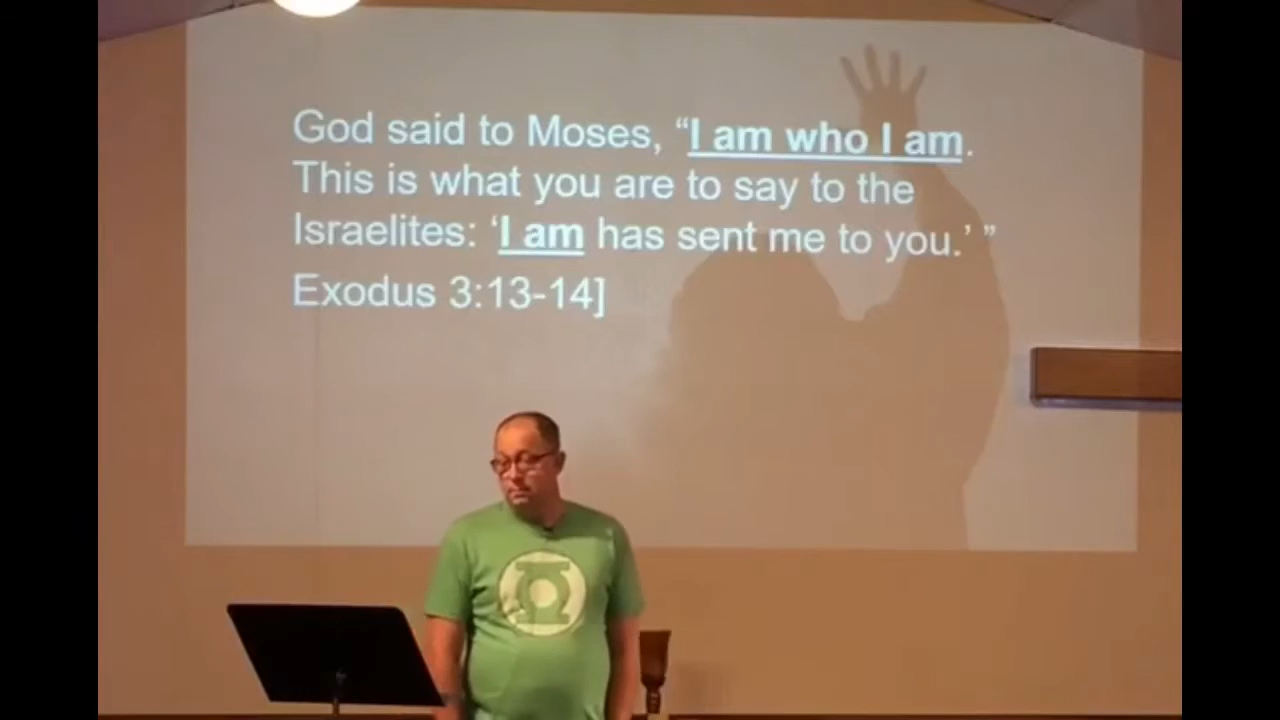 God said to Moses, “I am who I am.
This is what you are to say to the
Israelites: ‘I am has sent me to you.’ ”
Exodus 3:13-14]